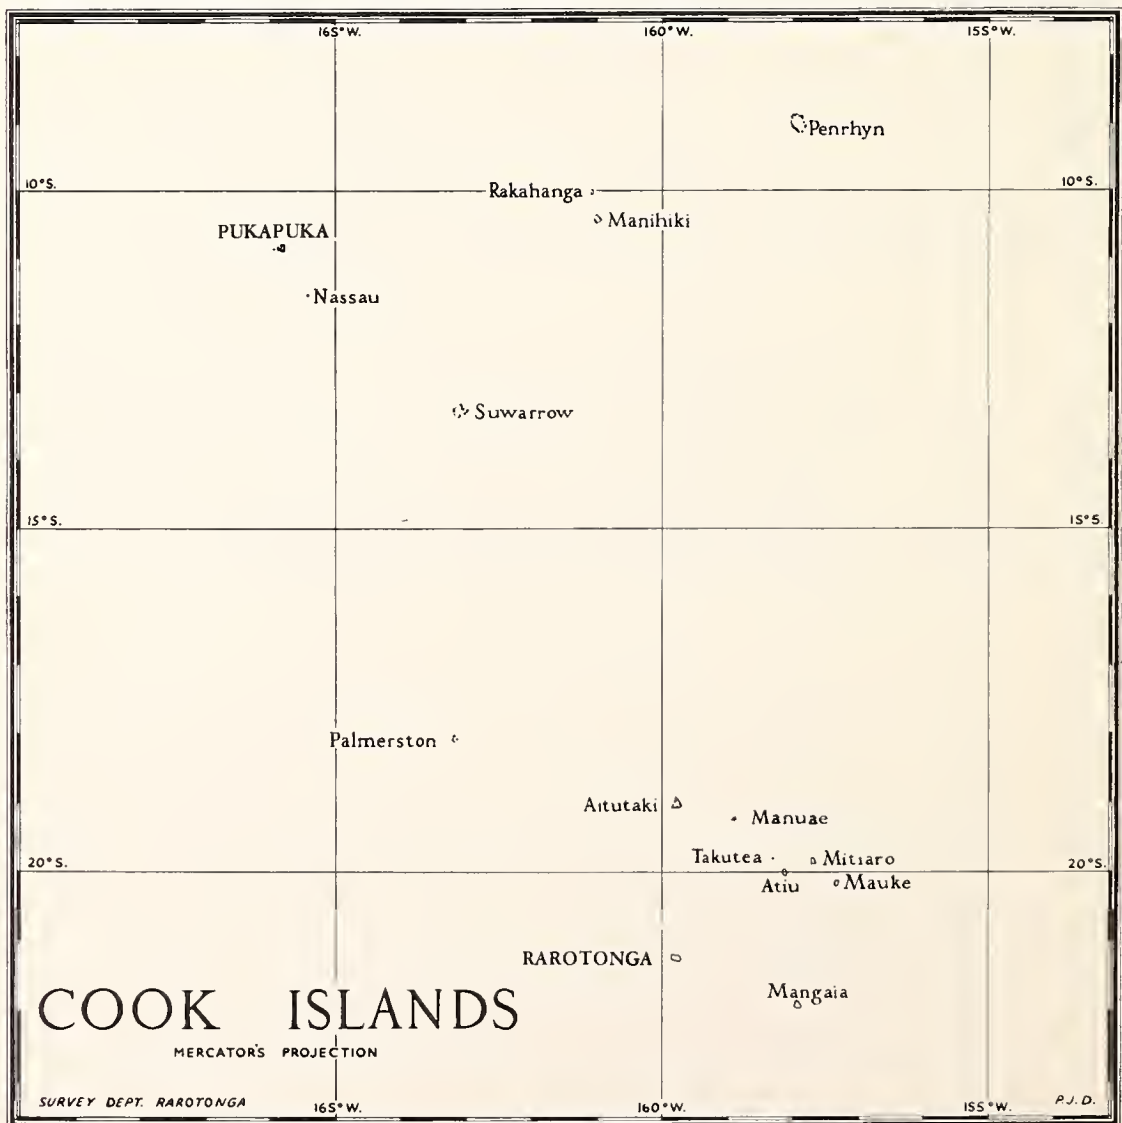 165°W. 160°W. 155°W.
Penrhyn
10°S. Rakahanga 10°S.
Manihiki
PUKAPUKA
Nassau
Suwarrow
15°S. 15°S.
Palmerston
Aitutaki
Manuae
Takutea Mitiaro
20°S. 20°S.
Atiu Mauke
RAROTONGA
Mangaia
COOK ISLANDS
MERCATOR'S PROJECTION
SURVEY DEPT. RAROTONGA 165°W. 160°W. 155°W. P.J.D.